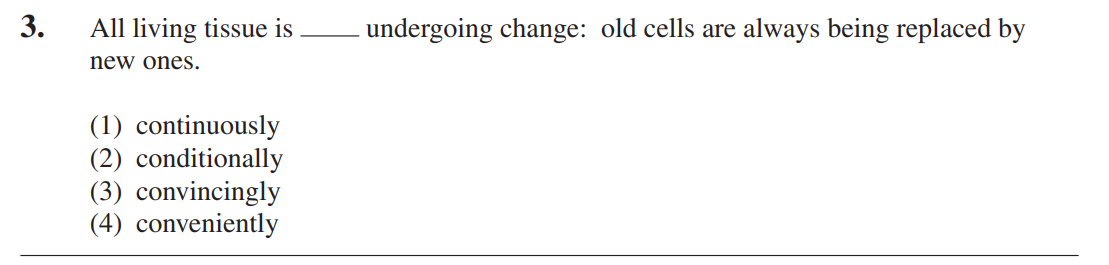 3. All living tissue is ____ undergoing change: old cells are always being replaced by
new ones.
(1) continuously
(2) conditionally
(3) convincingly
(4) conveniently